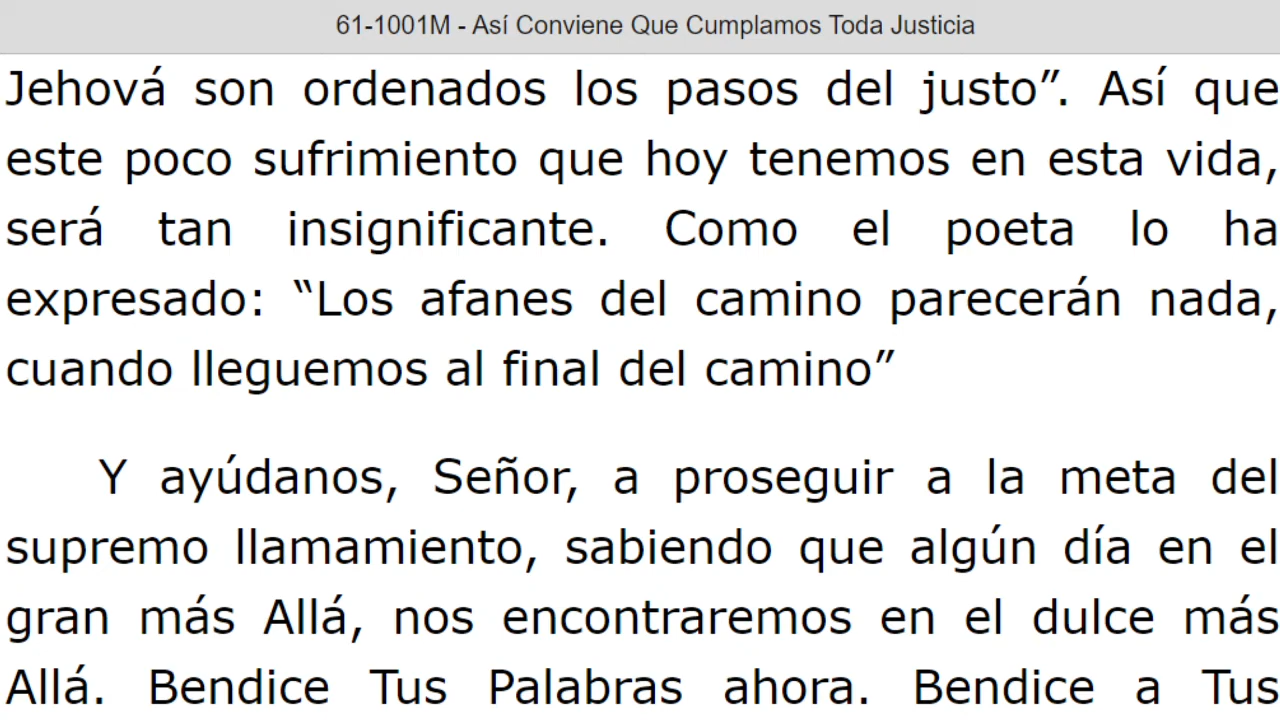 61-1001M - Así Conviene Que Cumplamos Toda Justicia
Jehová son ordenados los pasos del justo”. Así que
este poco sufrimiento que hoy tenemos en esta vida,
será tan insignificante. Como el poeta lo ha
expresado: “Los afanes del camino parecerán nada,
cuando lleguemos al final del camino”
Y ayúdanos, Señor, a proseguir a la meta del
supremo llamamiento, sabiendo que algún día en el
gran más Allá, nos encontraremos en el dulce más
Allá. Bendice Tus Palabras ahora. Bendice a Tus